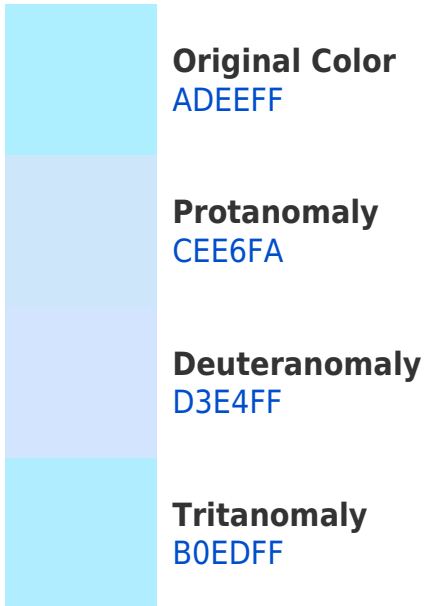 Original Color
ADEEFF
Protanomaly
CEE6FA
Deuteranomaly
D3E4FF
Tritanomaly
B0EDFF